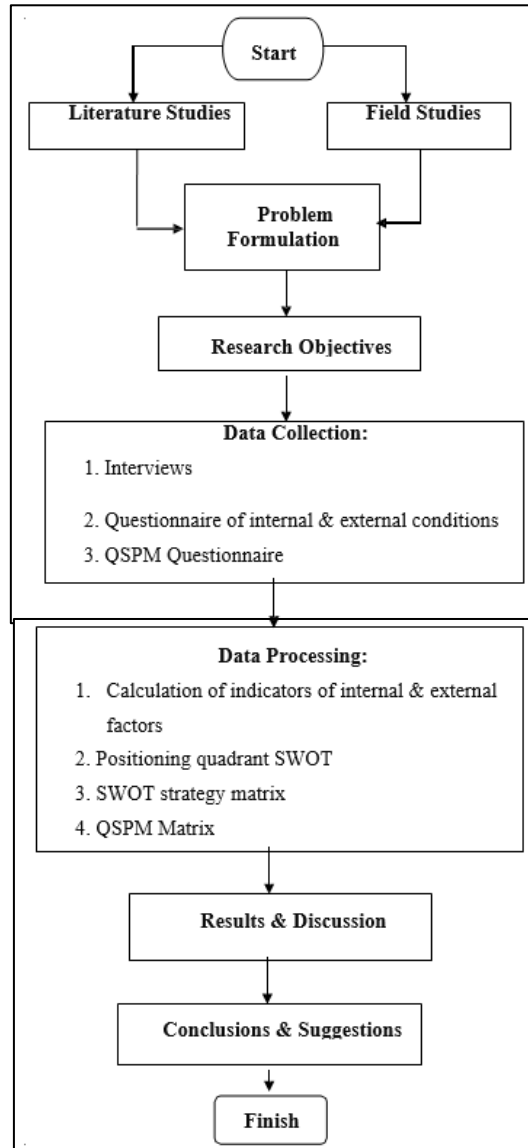 Start
Literature Studies
Field Studies
Problem
Formulation
Research Objectives
Data Collection:
1. Interviews
2. Questionnaire of internal & external conditions
3. QSPM Questionnaire
Data Processing:
1. Calculation of indicators of internal & external
factors
2. Positioning quadrant SWOT
3. SWOT strategy matrix
4. QSPM Matrix
Results & Discussion
Conclusions & Suggestions
Finish